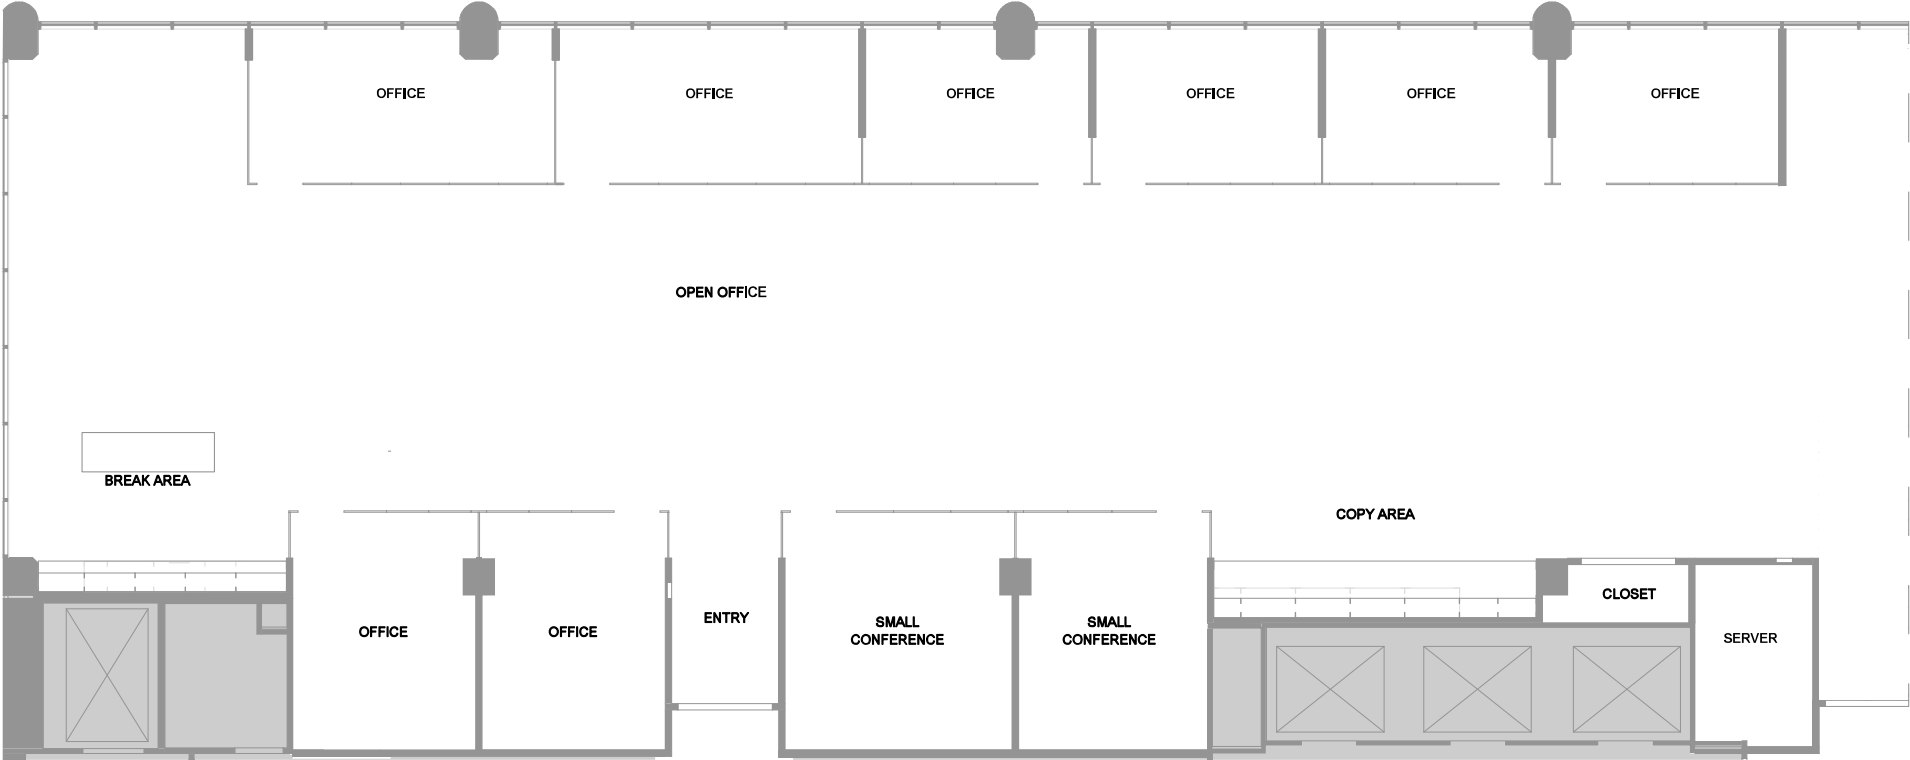 OFFICE
OFFICE
OFFICE
OFFICE
OFFICE
OFFICE
OPEN OFFICE
BREAK AREA
COPY AREA
CLOSET
ENTRY
SMALL
CONFERENCE
SMALL
CONFERENCE
OFFICE
OFFICE
SERVER